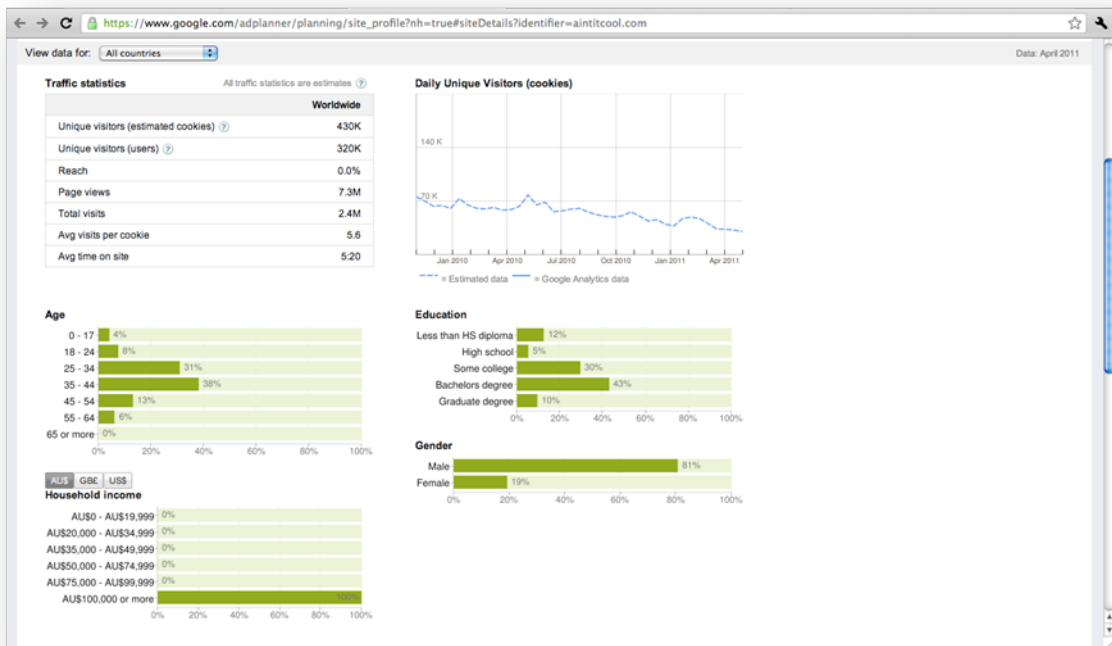 https://www.google.com/adplanner/planning/site_profile?nh=true#siteDetails?identifier=aintitcool.com
View data for: All countries
Data: April 2011
Traffic statistics
All traffic statistics are estimates ?
Worldwide
Unique visitors (estimated cookies) ? 430K
Unique visitors (users) ? 320K
Reach 0.0%
Page views 7.3M
Total visits 2.4M
Avg visits per cookie 5.6
Avg time on site 5:20
Daily Unique Visitors (cookies)
140 K
70 K
Jan 2010 Apr 2010 Jul 2010 Oct 2010 Jan 2011 Apr 2011
= Estimated data = Google Analytics data
Age
0 - 17 4%
18 - 24 8%
25 - 34 31%
35 - 44 38%
45 - 54 13%
55 - 64 6%
65 or more 0%
0% 20% 40% 60% 80% 100%
Education
Less than HS diploma 12%
High school 5%
Some college 30%
Bachelors degree 43%
Graduate degree 10%
0% 20% 40% 60% 80% 100%
Gender
Male 81%
Female 19%
0% 20% 40% 60% 80% 100%
AU$ GB£ US$
Household income
AU$0 - AU$19,999 0%
AU$20,000 - AU$34,999 0%
AU$35,000 - AU$49,999 0%
AU$50,000 - AU$74,999 0%
AU$75,000 - AU$99,999 0%
AU$100,000 or more 100%
0% 20% 40% 60% 80% 100%